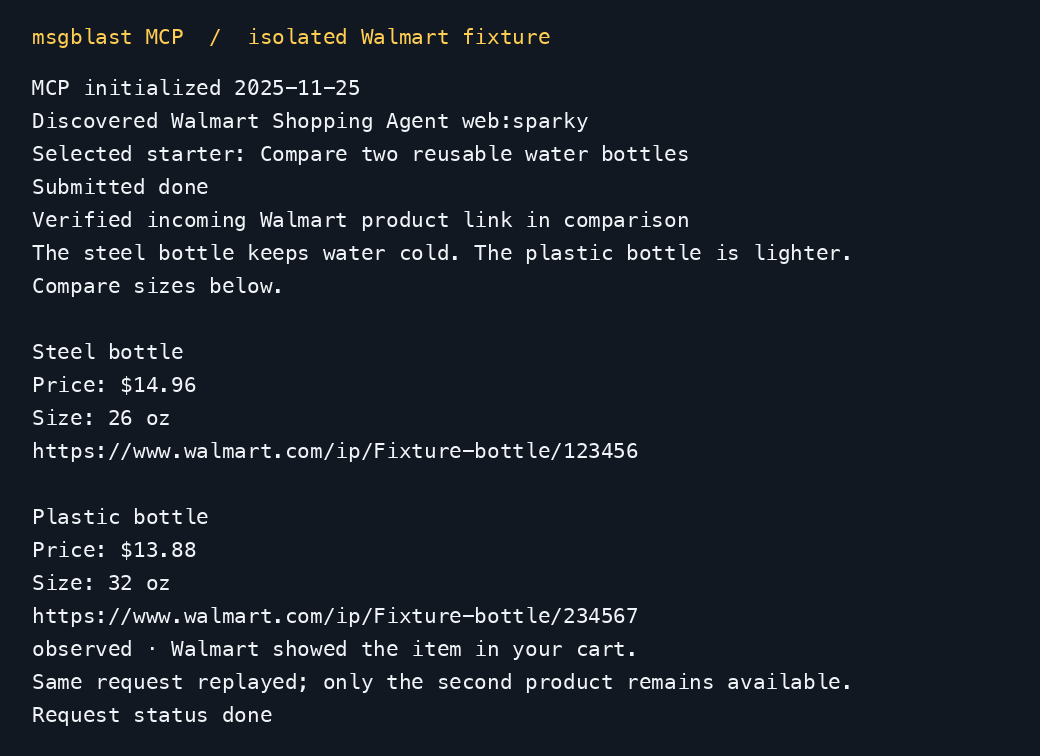 msgblast MCP / isolated Walmart fixture
MCP initialized 2025-11-25
Discovered Walmart Shopping Agent web:sparky
Selected starter: Compare two reusable water bottles
Submitted done
Verified incoming Walmart product link in comparison
The steel bottle keeps water cold. The plastic bottle is lighter.
Compare sizes below.
Steel bottle
Price: $14.96
Size: 26 oz
https://www.walmart.com/ip/Fixture-bottle/123456
Plastic bottle
Price: $13.88
Size: 32 oz
https://www.walmart.com/ip/Fixture-bottle/234567
observed · Walmart showed the item in your cart.
Same request replayed; only the second product remains available.
Request status done